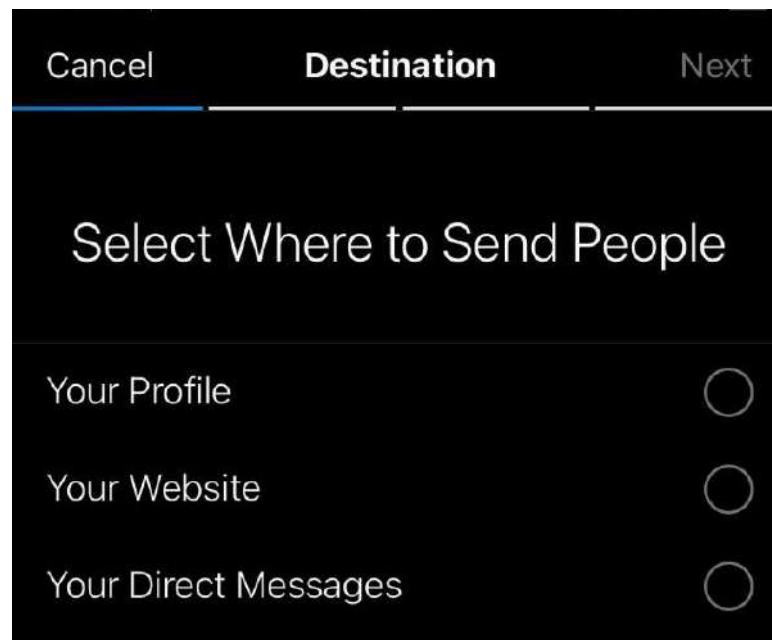 Cancel Destination Next
Select Where to Send People
Your Profile
Your Website
Your Direct Messages